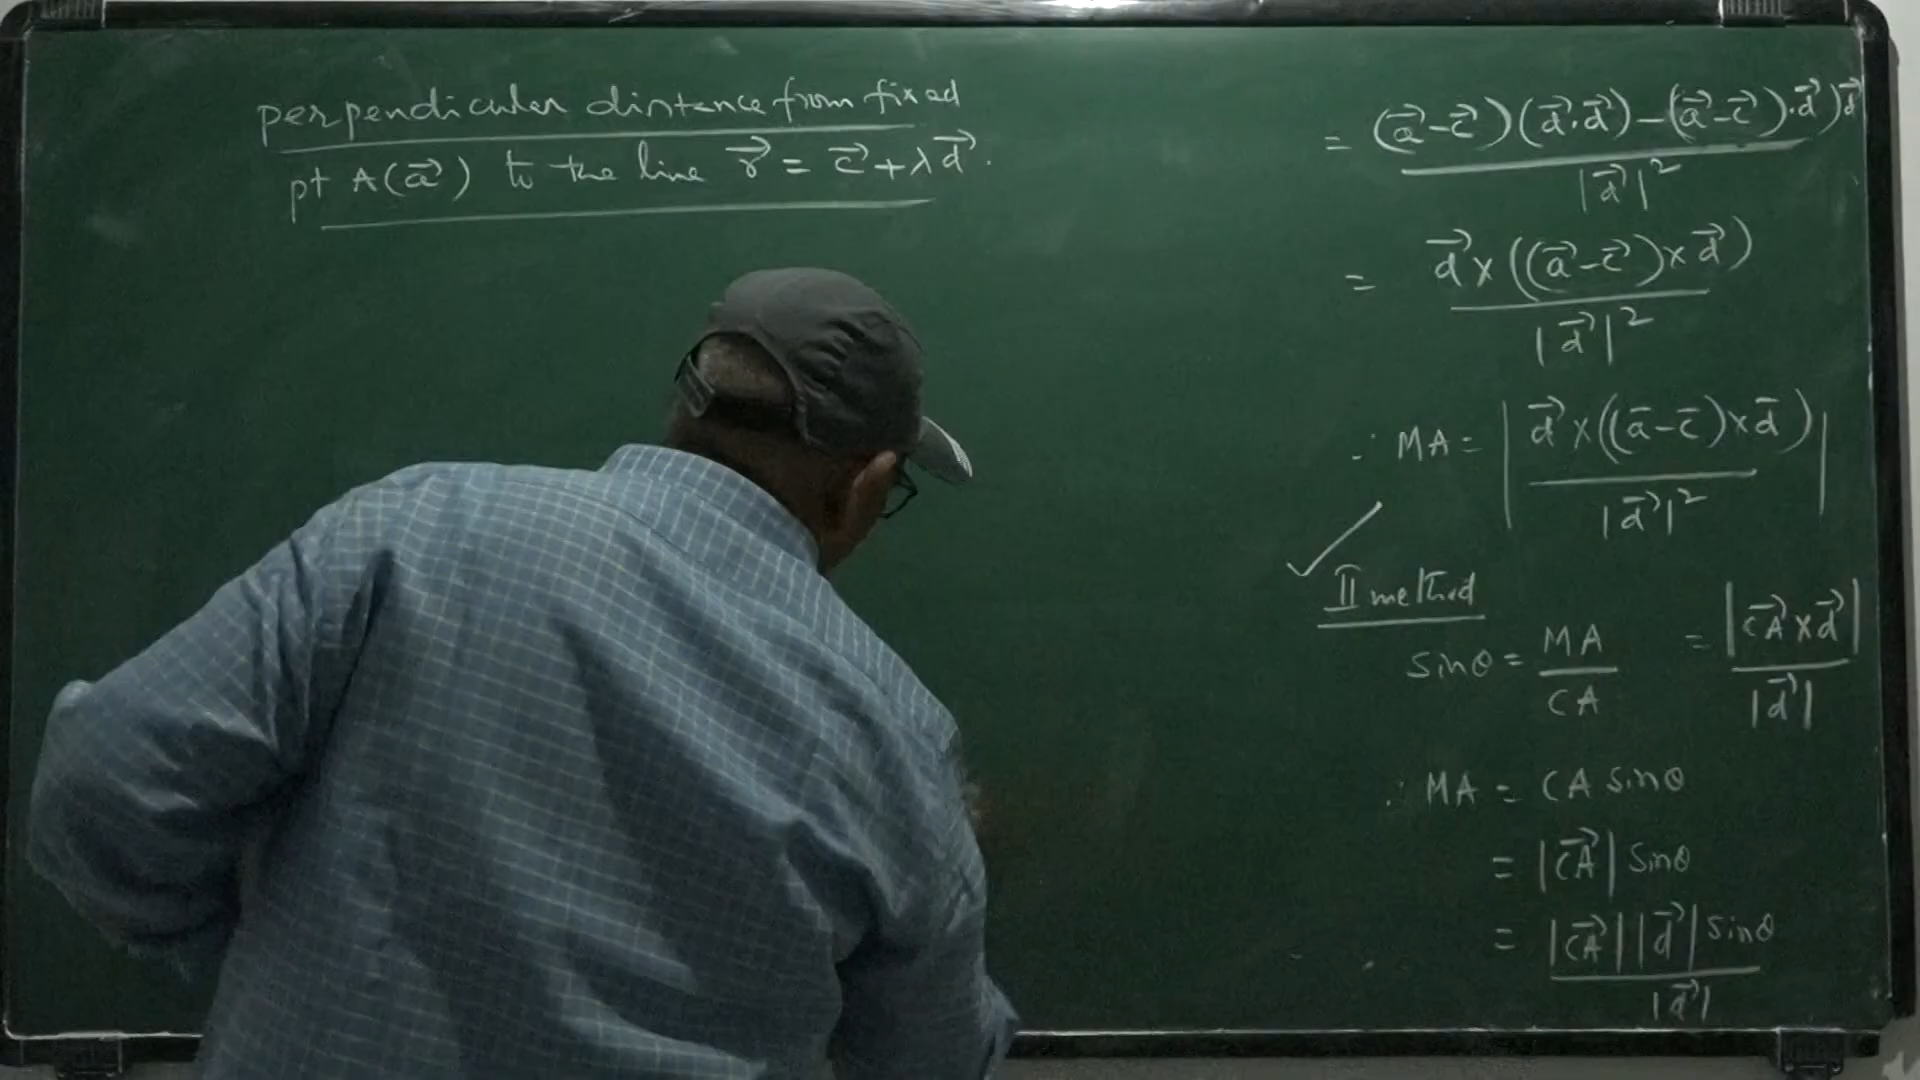 perpendicular distance from fixed
pt A(a⃗) to the line r⃗ = c⃗ + λd⃗.
= (a⃗-c⃗)(d⃗.d⃗) - (a⃗-c⃗).d⃗)d⃗ / |d⃗|²
= d⃗ × ((a⃗-c⃗)×d⃗) / |d⃗|²
∴ MA = | d⃗ × ((a̅-c̅)×d̅) / |d⃗|² |
✓ II method
sinθ = MA / CA = |CA⃗ × d⃗| / |d⃗|
∴ MA = CA sinθ
= |CA⃗| sinθ
= |CA⃗| |d⃗| sinθ / |d⃗|